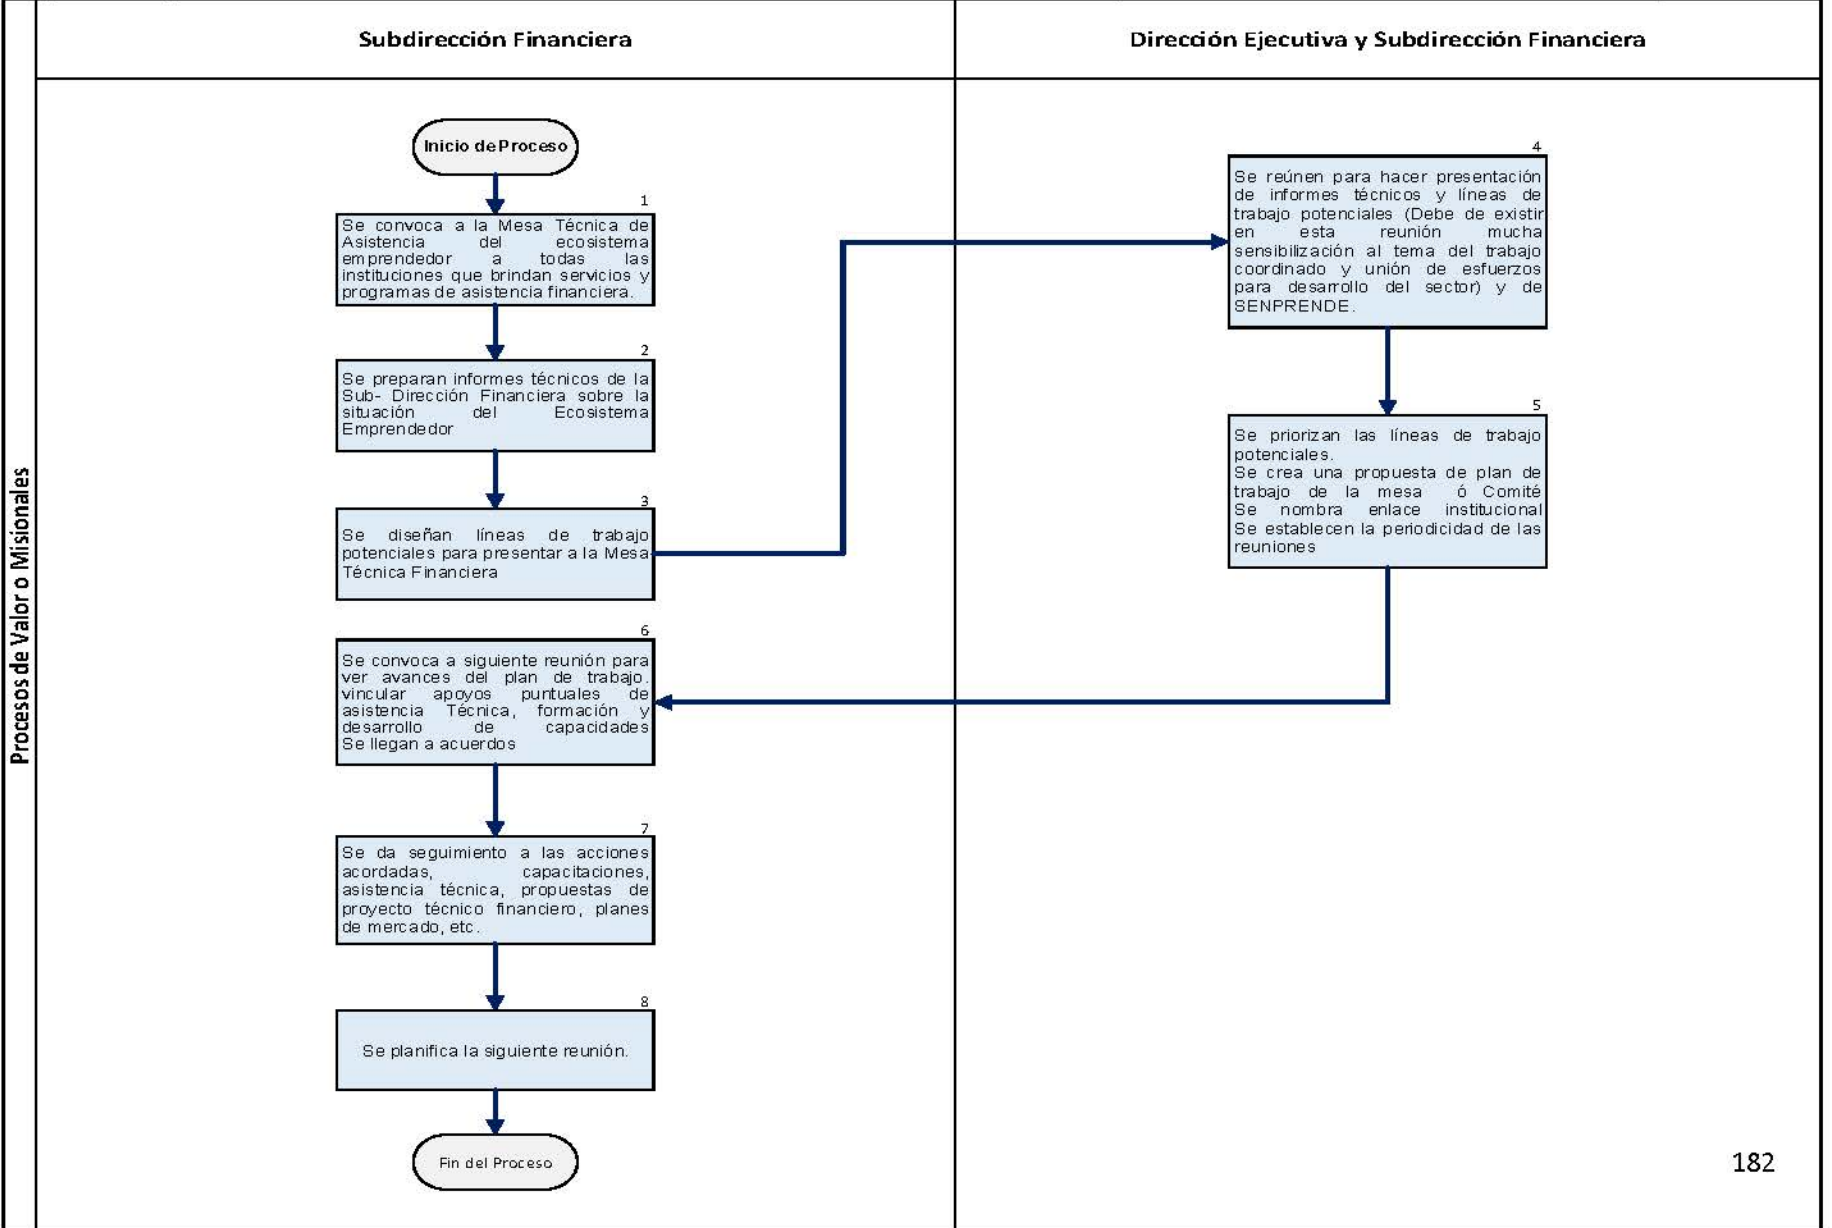 Subdirección Financiera
Dirección Ejecutiva y Subdirección Financiera
Procesos de Valor o Misionales
Inicio de Proceso
1
Se convoca a la Mesa Técnica de
Asistencia del ecosistema
emprendedor a todas las
instituciones que brindan servicios y
programas de asistencia financiera.
2
Se preparan informes técnicos de la
Sub- Dirección Financiera sobre la
situación del Ecosistema
Emprendedor
3
Se diseñan líneas de trabajo
potenciales para presentar a la Mesa
Técnica Financiera
4
Se reúnen para hacer presentación
de informes técnicos y líneas de
trabajo potenciales (Debe de existir
en esta reunión mucha
sensibilización al tema del trabajo
coordinado y unión de esfuerzos
para desarrollo del sector) y de
SENPRENDE.
5
Se priorizan las líneas de trabajo
potenciales.
Se crea una propuesta de plan de
trabajo de la mesa ó Comité
Se nombra enlace institucional
Se establecen la periodicidad de las
reuniones
6
Se convoca a siguiente reunión para
ver avances del plan de trabajo.
vincular apoyos puntuales de
asistencia Técnica, formación y
desarrollo de capacidades
Se llegan a acuerdos
7
Se da seguimiento a las acciones
acordadas, capacitaciones,
asistencia técnica, propuestas de
proyecto técnico financiero, planes
de mercado, etc.
8
Se planifica la siguiente reunión.
Fin del Proceso
182